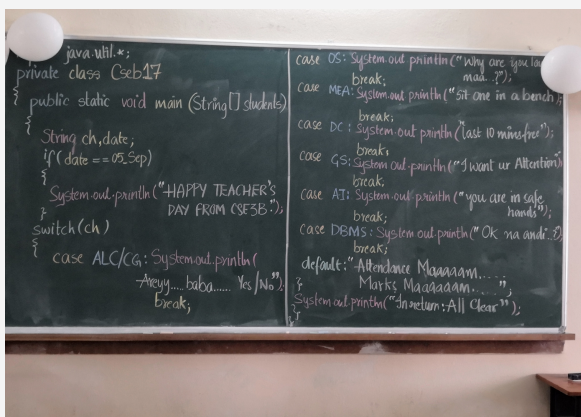 java.util.*;
private class Cseb17
{
public static void main (String[] students)
{
String ch,date;
if(date == 05_Sep)
{
System.out.println("HAPPY TEACHER'S
DAY FROM CSE3B");
}
switch(ch)
{
case ALC/CG: System.out.println(
Areyy.....baba...... Yes/No");
break;
case OS: System.out println("Why are you
maa..?");
break;
case MEA: System.out.println("Sit one in a bench
break;
case DC: System.out println("last 10 mins free");
break;
case GS: System.out println("I want ur Attention
break;
case AI: System.out println("you are in safe
hands");
break;
case DBMS: System.out println("Ok na andi..
break;
default:"Attendance Maaaaam.....
Marks Maaaaaam.....";
}
System.out.println("In return: All Clear");
}
}